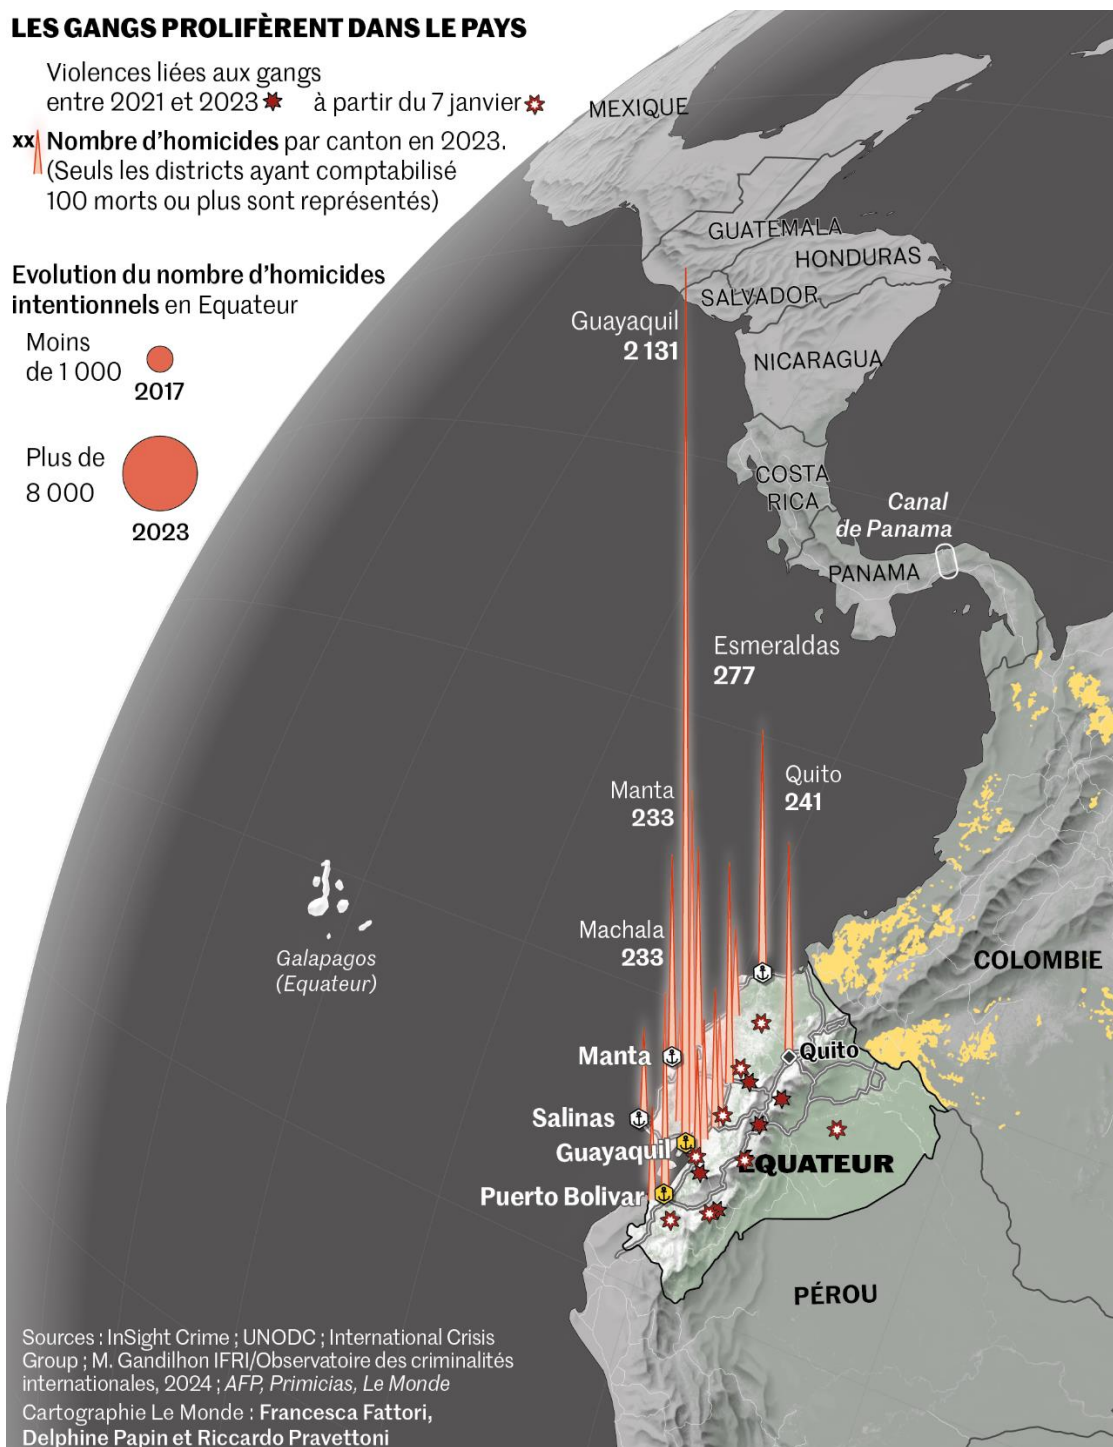 LES GANGS PROLIFÈRENT DANS LE PAYS
Violences liées aux gangs
entre 2021 et 2023 à partir du 7 janvier
xx Nombre d'homicides par canton en 2023.
(Seuls les districts ayant comptabilisé
100 morts ou plus sont représentés)
Evolution du nombre d'homicides
intentionnels en Equateur
Moins
de 1 000
2017
Plus de
8 000
2023
MEXIQUE
GUATEMALA
HONDURAS
SALVADOR
Guayaquil
2 131
NICARAGUA
COSTA
RICA
Canal
de Panama
PANAMA
Esmeraldas
277
Manta
233
Quito
241
Machala
233
Galapagos
(Equateur)
COLOMBIE
Manta
Quito
Salinas
Guayaquil
EQUATEUR
Puerto Bolivar
PÉROU
Sources : InSight Crime ; UNODC ; International Crisis
Group ; M. Gandilhon IFRI/Observatoire des criminalités
internationales, 2024 ; AFP, Primicias, Le Monde
Cartographie Le Monde : Francesca Fattori,
Delphine Papin et Riccardo Pravettoni